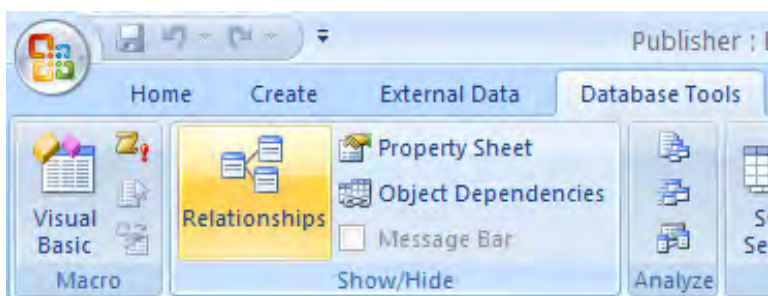 Publisher :
Home Create External Data Database Tools
Visual Basic
Relationships
Property Sheet
Object Dependencies
Message Bar
Macro Show/Hide Analyze